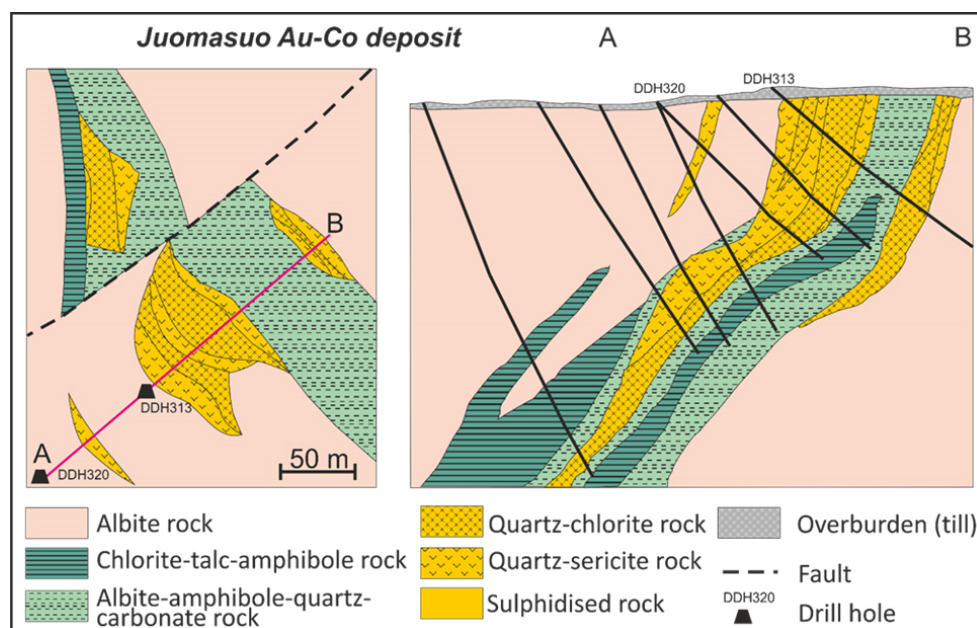 Juomasuo Au-Co deposit
A
B
DDH320
DDH313
B
DDH313
A
DDH320
50 m
Albite rock
Chlorite-talc-amphibole rock
Albite-amphibole-quartz-
carbonate rock
Quartz-chlorite rock
Quartz-sericite rock
Sulphidised rock
Overburden (till)
Fault
DDH320
Drill hole